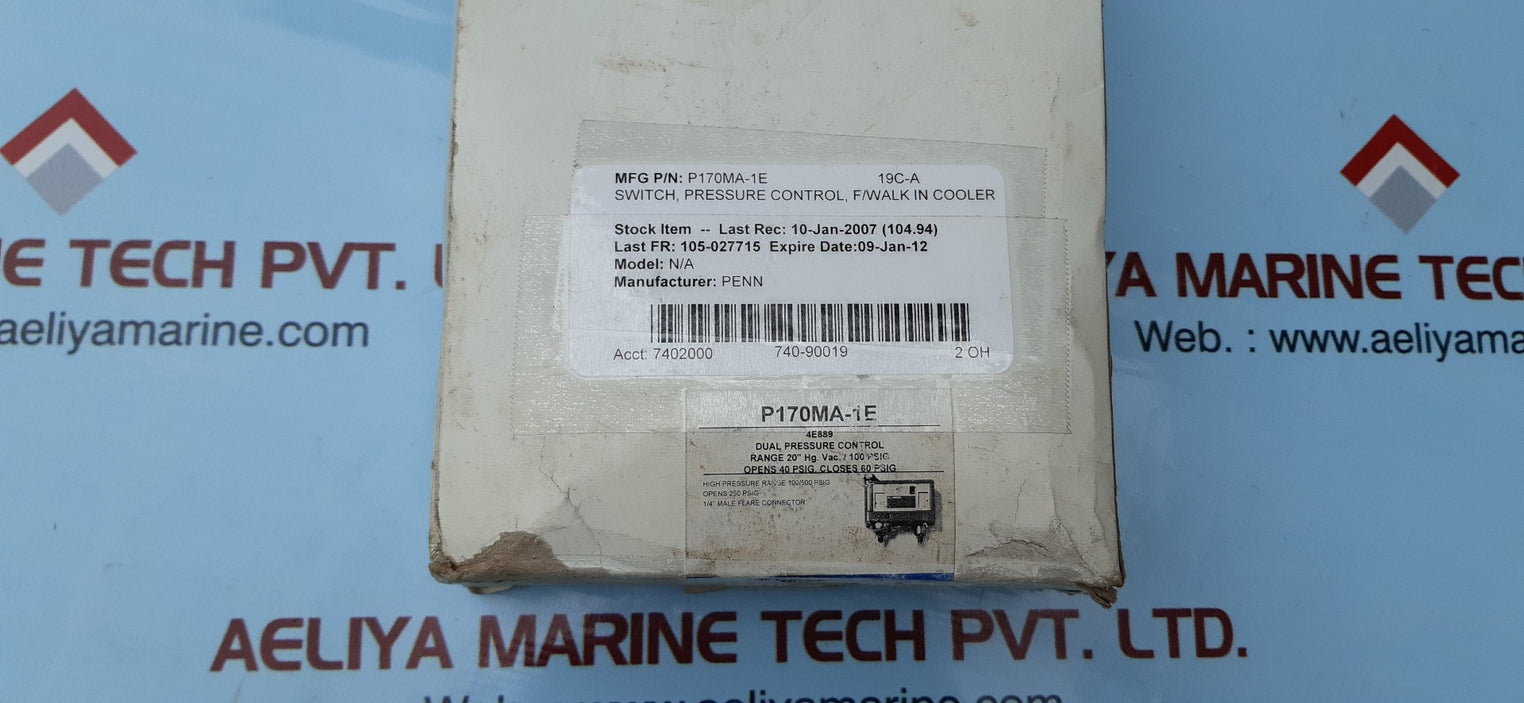 MFG P/N: P170MA-1E 19C-A
SWITCH, PRESSURE CONTROL, F/WALK IN COOLER
Stock Item -- Last Rec: 10-Jan-2007 (104.94)
Last FR: 105-027715 Expire Date:09-Jan-12
Model: N/A
Manufacturer: PENN
Acct: 7402000 740-90019 2 OH
P170MA-1E
4E889
DUAL PRESSURE CONTROL
RANGE 20" Hg. Vac. / 100 PSIG
OPENS 40 PSIG, CLOSES 60 PSIG
HIGH PRESSURE RANGE 100/500 PSIG
OPENS 250 PSIG
1/4" MALE FLARE CONNECTOR
E TECH PVT.
aeliyamarine.com
YA MARINE TEC
Web. : www.aeliyama
AELIYA MARINE TECH PVT. LTD.